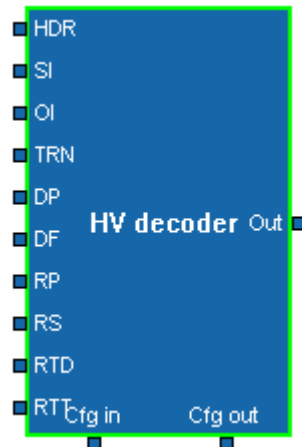 HDR
SI
OI
TRN
DP
HV decoder Out
DF
RP
RS
RTD
RTT
Cfg in Cfg out